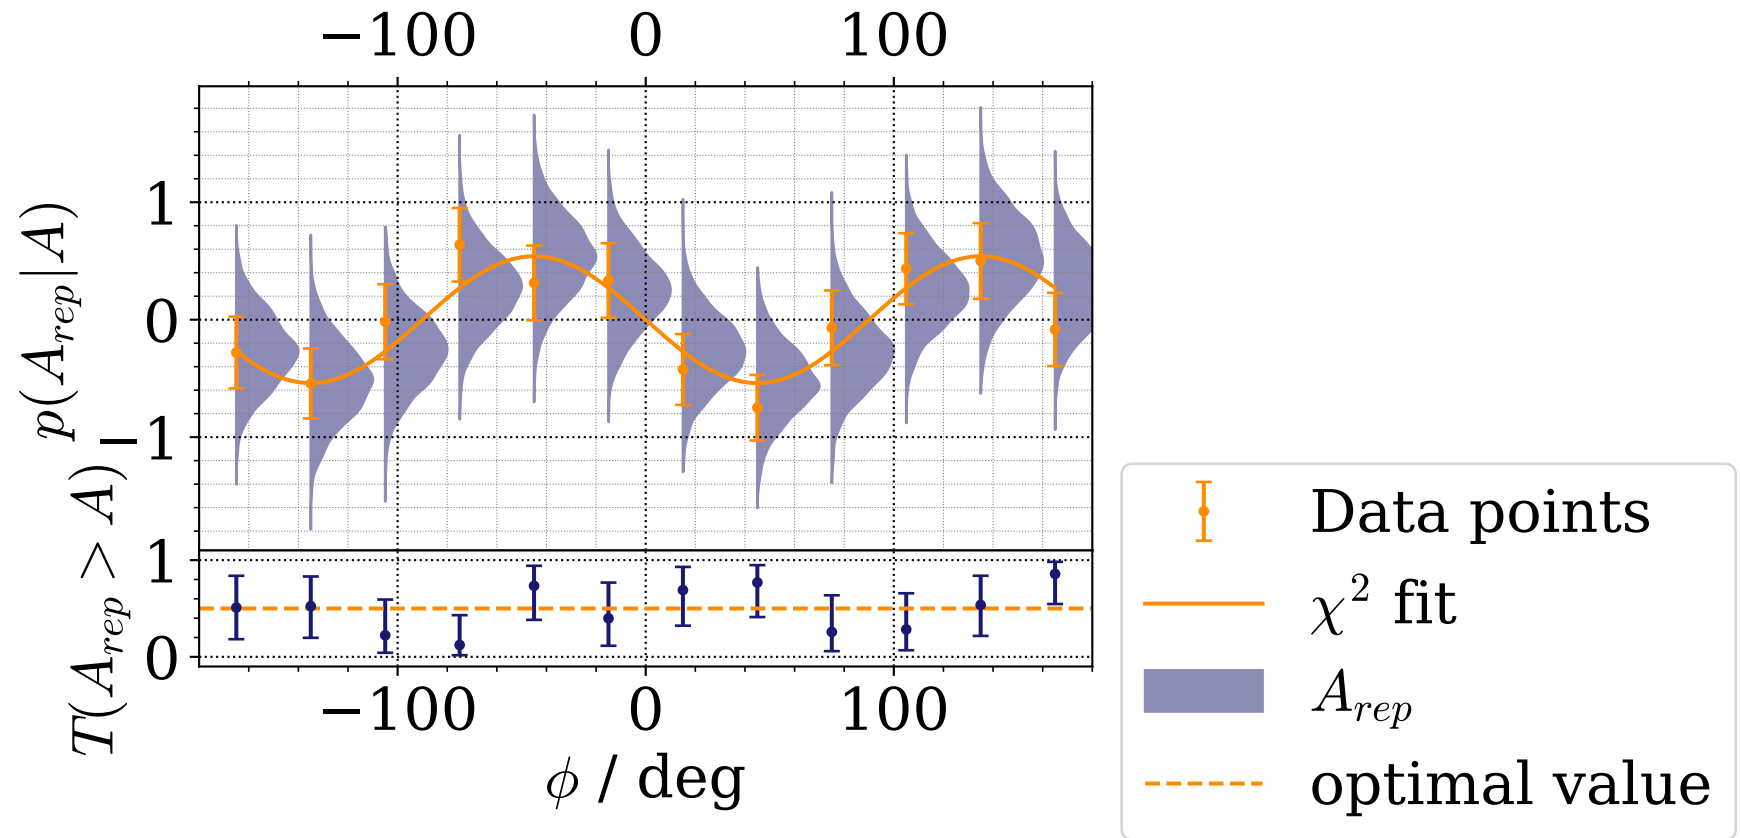 −100 0 100
p(A_rep|A)
1
0
−1
T(A_rep > A)
1
0
−100 0 100
ϕ / deg
Data points
χ² fit
A_rep
optimal value